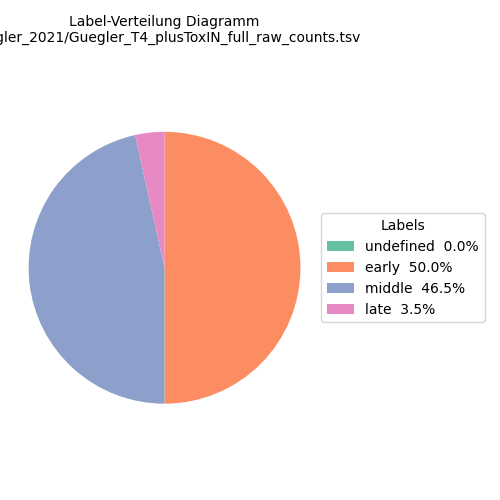 Label-Verteilung Diagramm
gler_2021/Guegler_T4_plusToxIN_full_raw_counts.tsv
Labels
undefined  0.0%
early  50.0%
middle  46.5%
late  3.5%